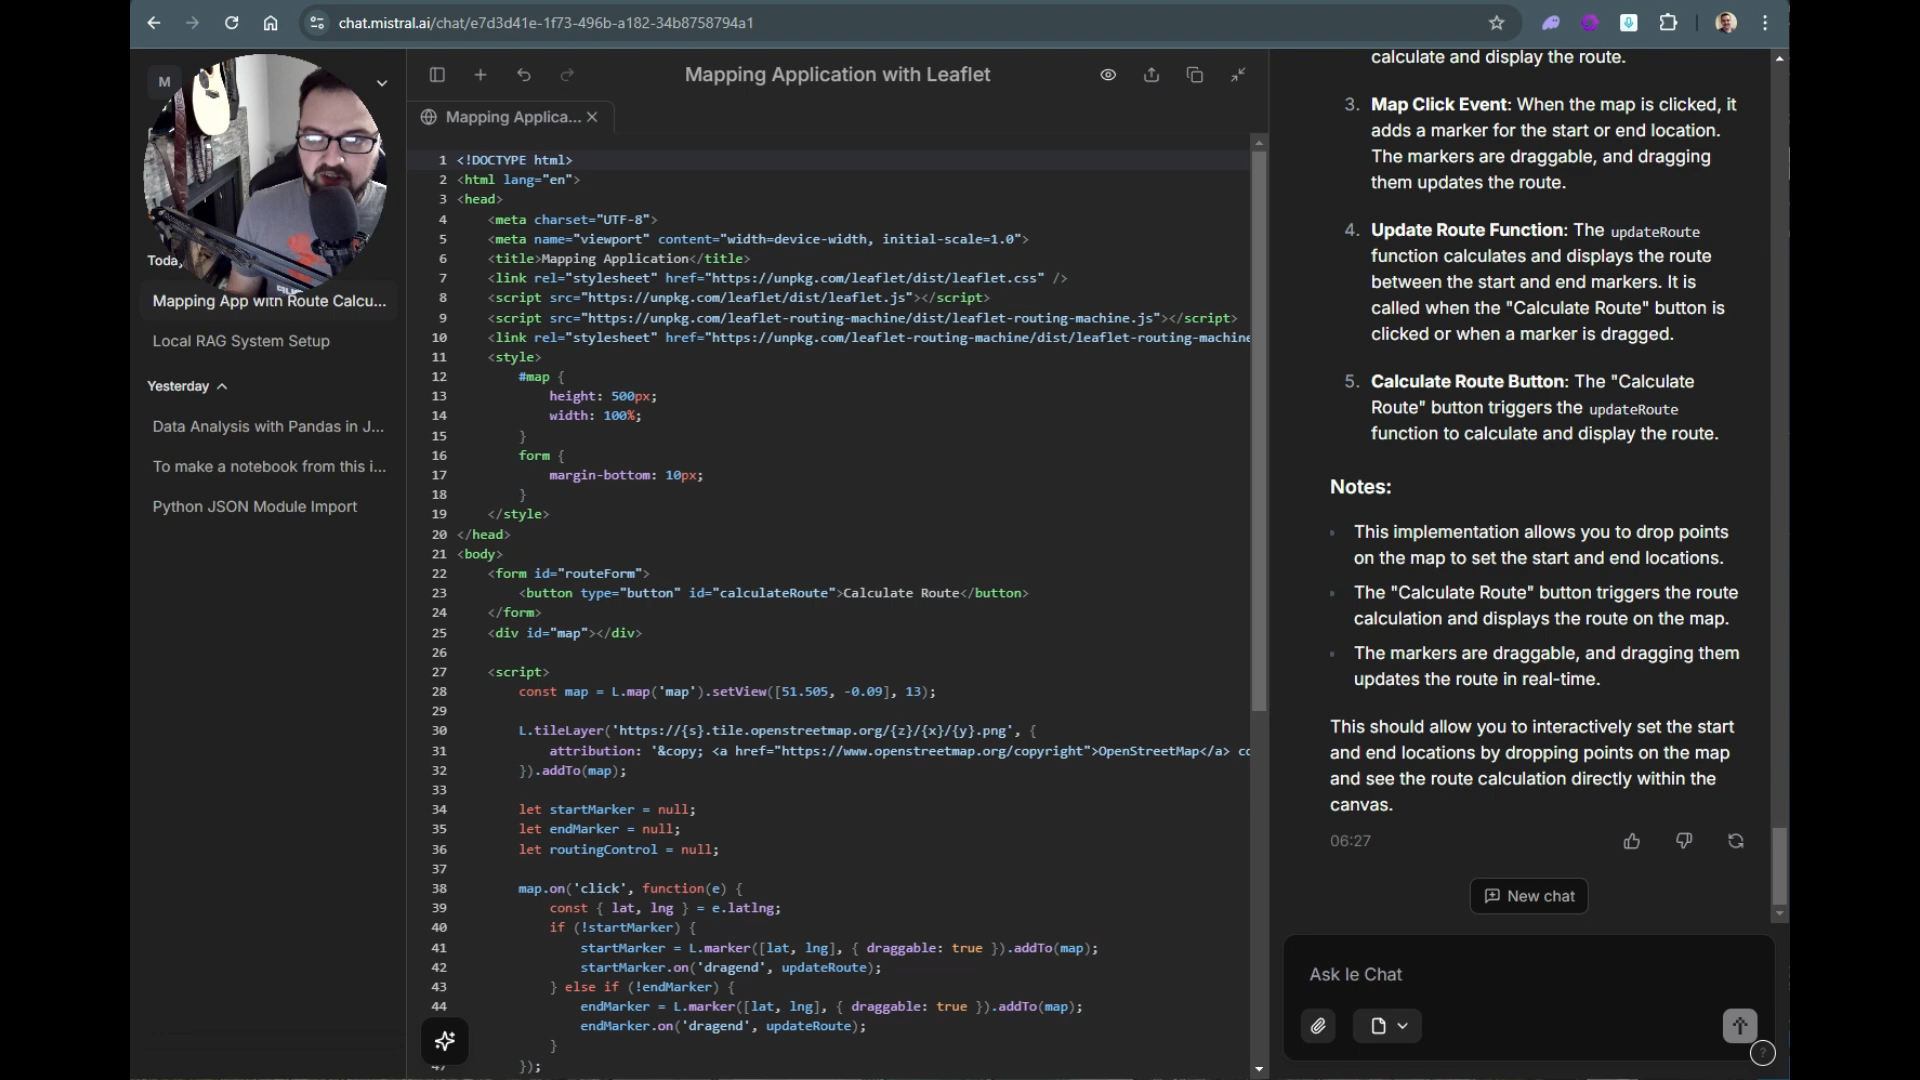 chat.mistral.ai/chat/e7d3d41e-1f73-496b-a182-34b8758794a1
M
Today
Mapping App with Route Calcu...
Local RAG System Setup
Yesterday
Data Analysis with Pandas in J...
To make a notebook from this i...
Python JSON Module Import
Mapping Application with Leaflet
Mapping Applica...
1 <!DOCTYPE html>
2 <html lang="en">
3 <head>
4 <meta charset="UTF-8">
5 <meta name="viewport" content="width=device-width, initial-scale=1.0">
6 <title>Mapping Application</title>
7 <link rel="stylesheet" href="https://unpkg.com/leaflet/dist/leaflet.css" />
8 <script src="https://unpkg.com/leaflet/dist/leaflet.js"></script>
9 <script src="https://unpkg.com/leaflet-routing-machine/dist/leaflet-routing-machine.js"></script>
10 <link rel="stylesheet" href="https://unpkg.com/leaflet-routing-machine/dist/leaflet-routing-machine
11 <style>
12 #map {
13 height: 500px;
14 width: 100%;
15 }
16 form {
17 margin-bottom: 10px;
18 }
19 </style>
20 </head>
21 <body>
22 <form id="routeForm">
23 <button type="button" id="calculateRoute">Calculate Route</button>
24 </form>
25 <div id="map"></div>
26
27 <script>
28 const map = L.map('map').setView([51.505, -0.09], 13);
29
30 L.tileLayer('https://{s}.tile.openstreetmap.org/{z}/{x}/{y}.png', {
31 attribution: '&copy; <a href="https://www.openstreetmap.org/copyright">OpenStreetMap</a> co
32 }).addTo(map);
33
34 let startMarker = null;
35 let endMarker = null;
36 let routingControl = null;
37
38 map.on('click', function(e) {
39 const { lat, lng } = e.latlng;
40 if (!startMarker) {
41 startMarker = L.marker([lat, lng], { draggable: true }).addTo(map);
42 startMarker.on('dragend', updateRoute);
43 } else if (!endMarker) {
44 endMarker = L.marker([lat, lng], { draggable: true }).addTo(map);
endMarker.on('dragend', updateRoute);
}
});
calculate and display the route.
3. Map Click Event: When the map is clicked, it
adds a marker for the start or end location.
The markers are draggable, and dragging
them updates the route.
4. Update Route Function: The updateRoute
function calculates and displays the route
between the start and end markers. It is
called when the "Calculate Route" button is
clicked or when a marker is dragged.
5. Calculate Route Button: The "Calculate
Route" button triggers the updateRoute
function to calculate and display the route.
Notes:
This implementation allows you to drop points
on the map to set the start and end locations.
The "Calculate Route" button triggers the route
calculation and displays the route on the map.
The markers are draggable, and dragging them
updates the route in real-time.
This should allow you to interactively set the start
and end locations by dropping points on the map
and see the route calculation directly within the
canvas.
06:27
New chat
Ask le Chat
?